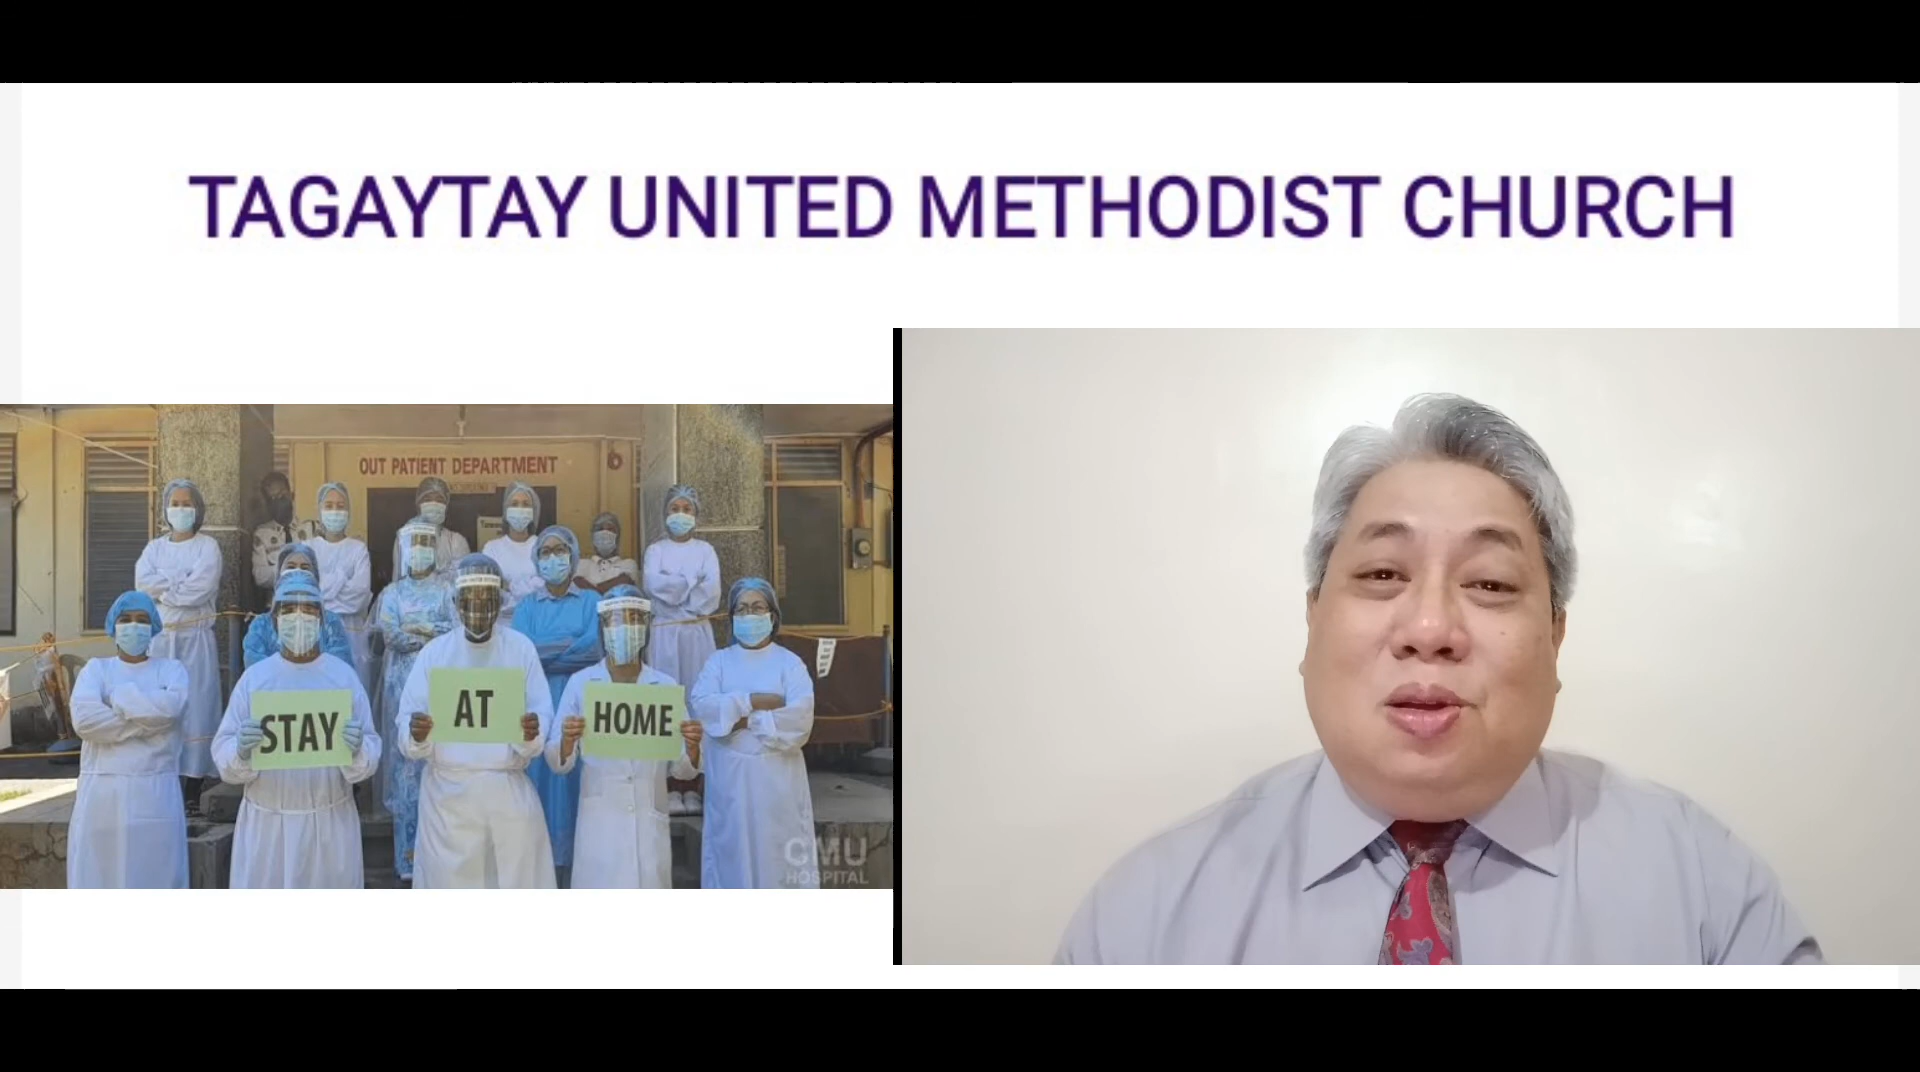 TAGAYTAY UNITED METHODIST CHURCH
OUT PATIENT DEPARTMENT
STAY
AT
HOME
CMU
HOSPITAL